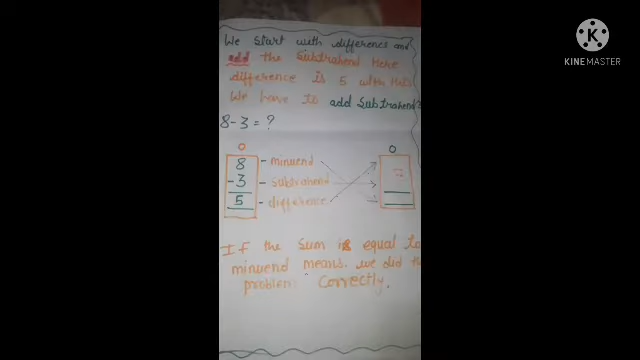 We start with difference and
add the subtrahend Here
difference is 5 with this
We have to add Subtrahend
8-3 = ?
O
O
8 - minuend
-3 - subtrahend
5 - difference
=
If the Sum is equal to
minuend means we did
problem Correctly.
KINEMASTER